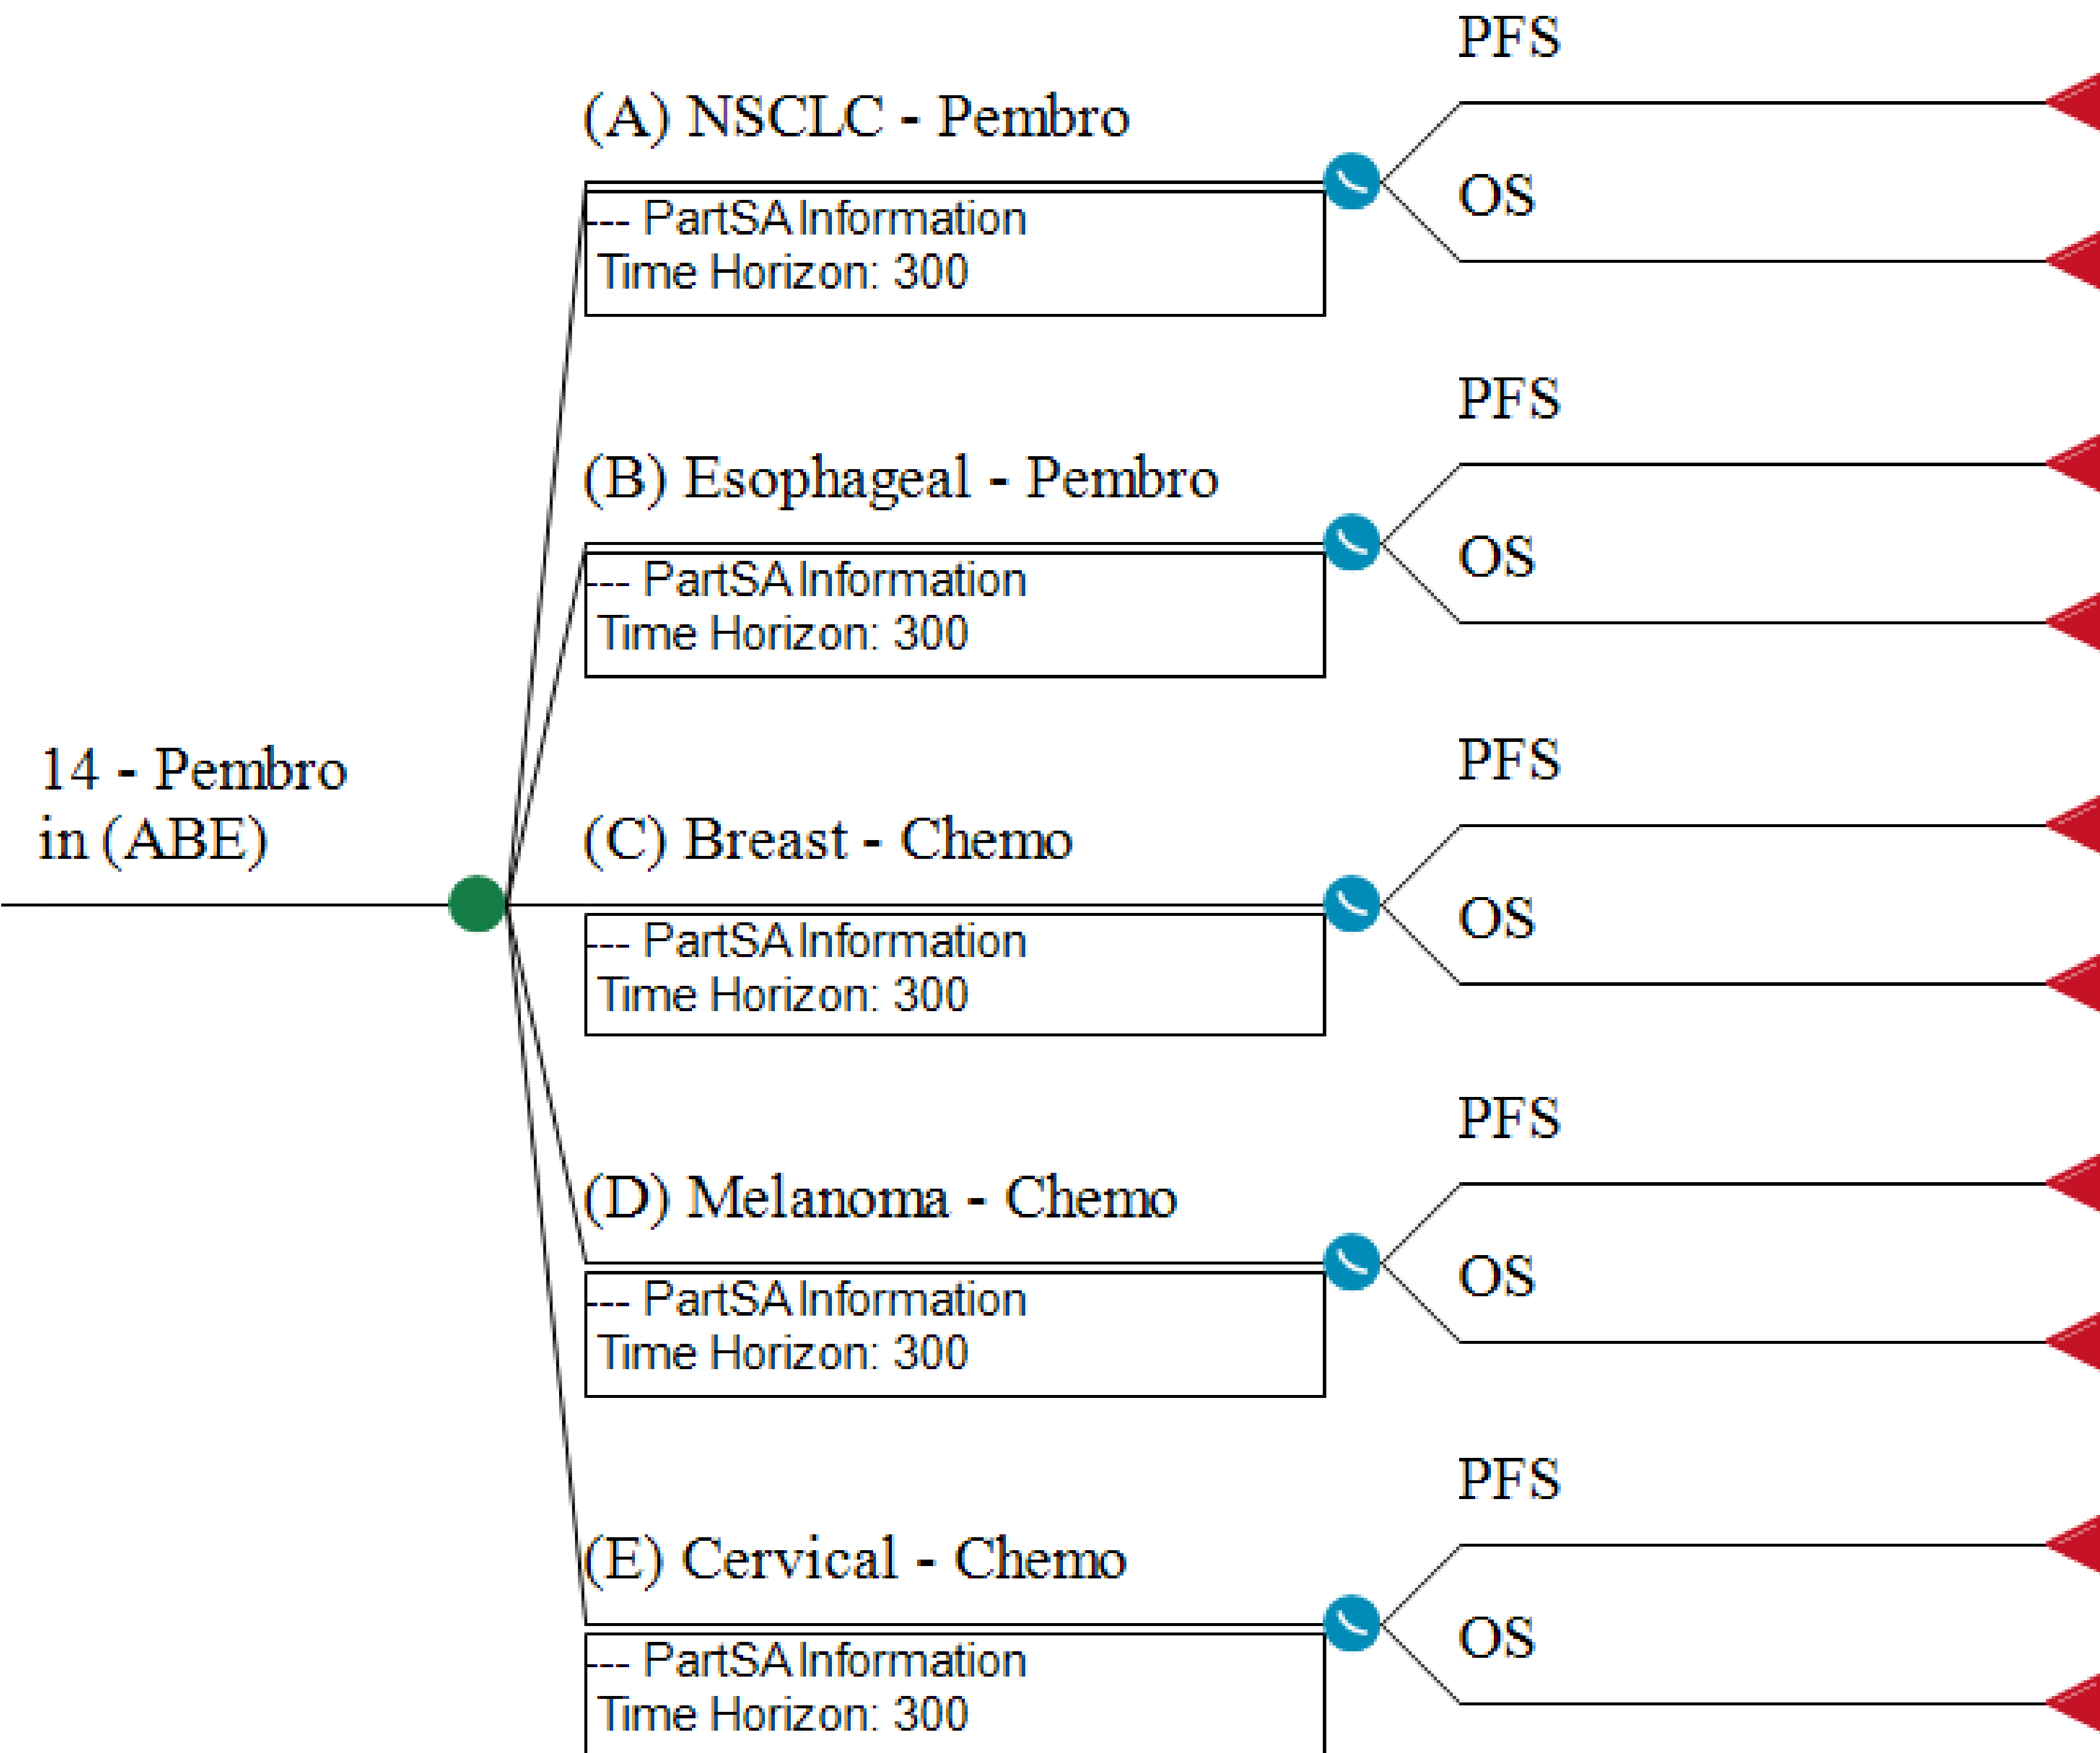 14 - Pembro
in (ABE)
(A) NSCLC - Pembro
--- PartSA Information
Time Horizon: 300
PFS
OS
(B) Esophageal - Pembro
--- PartSA Information
Time Horizon: 300
PFS
OS
(C) Breast - Chemo
--- PartSA Information
Time Horizon: 300
PFS
OS
(D) Melanoma - Chemo
--- PartSA Information
Time Horizon: 300
PFS
OS
(E) Cervical - Chemo
--- PartSA Information
Time Horizon: 300
PFS
OS